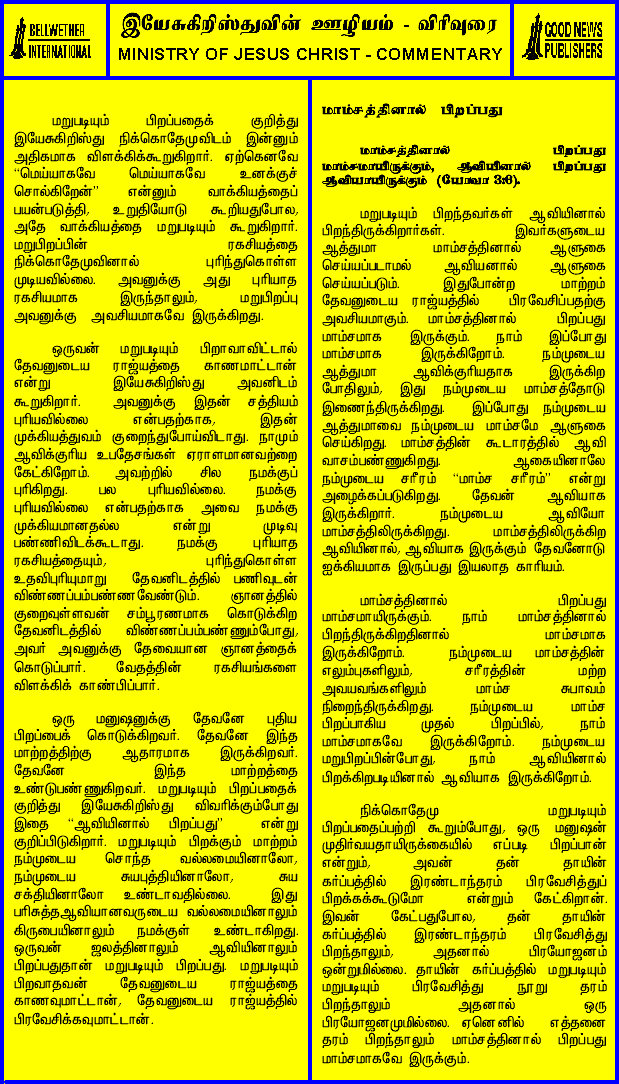 BELLWETHER
INTERNATIONAL
இயேசுகிறிஸ்துவின் ஊழியம் - விரிவுரை
MINISTRY OF JESUS CHRIST - COMMENTARY
GOOD NEWS
PUBLISHERS
மறுபடியும் பிறப்பதைக் குறித்து
இயேசுகிறிஸ்து நிக்கொதேமுவிடம் இன்னும்
அதிகமாக விளக்கிக்கூறுகிறார். ஏற்கெனவே
“மெய்யாகவே மெய்யாகவே உனக்குச்
சொல்கிறேன்” என்னும் வாக்கியத்தைப்
பயன்படுத்தி, உறுதியோடு கூறியதுபோல,
அதே வாக்கியத்தை மறுபடியும் கூறுகிறார்.
மறுபிறப்பின் ரகசியத்தை
நிக்கொதேமுவினால் புரிந்துகொள்ள
முடியவில்லை. அவனுக்கு அது புரியாத
ரகசியமாக இருந்தாலும், மறுபிறப்பு
அவனுக்கு அவசியமாகவே இருக்கிறது.
ஒருவன் மறுபடியும் பிறாவாவிட்டால்
தேவனுடைய ராஜ்யத்தை காணமாட்டான்
என்று இயேசுகிறிஸ்து அவனிடம்
கூறுகிறார். அவனுக்கு இதன் சத்தியம்
புரியவில்லை என்பதற்காக, இதன்
முக்கியத்துவம் குறைந்துபோய்விடாது. நாமும்
ஆவிக்குரிய உபதேசங்கள் ஏராளமானவற்றை
கேட்கிறோம். அவற்றில் சில நமக்குப்
புரிகிறது. பல புரியவில்லை. நமக்கு
புரியவில்லை என்பதற்காக அவை நமக்கு
முக்கியமானதல்ல என்று முடிவு
பண்ணிவிடக்கூடாது. நமக்கு புரியாத
ரகசியத்தையும், புரிந்துகொள்ள
உதவிபுரியுமாறு தேவனிடத்தில் பணிவுடன்
விண்ணப்பம்பண்ணவேண்டும். ஞானத்தில்
குறைவுள்ளவன் சம்பூரணமாக கொடுக்கிற
தேவனிடத்தில் விண்ணப்பம்பண்ணும்போது,
அவர் அவனுக்கு தேவையான ஞானத்தைக்
கொடுப்பார். வேதத்தின் ரகசியங்களை
விளக்கிக் காண்பிப்பார்.
ஒரு மனுஷனுக்கு தேவனே புதிய
பிறப்பைக் கொடுக்கிறவர். தேவனே இந்த
மாற்றத்திற்கு ஆதாரமாக இருக்கிறவர்.
தேவனே இந்த மாற்றத்தை
உண்டுபண்ணுகிறவர். மறுபடியும் பிறப்பதைக்
குறித்து இயேசுகிறிஸ்து விவரிக்கும்போது
இதை “ஆவியினால் பிறப்பது” என்று
குறிப்பிடுகிறார். மறுபடியும் பிறக்கும் மாற்றம்
நம்முடைய சொந்த வல்லமையினாலோ,
நம்முடைய சுயபுத்தியினாலோ, சுய
சக்தியினாலோ உண்டாவதில்லை. இது
பரிசுத்தஆவியானவருடைய வல்லமையினாலும்
கிருபையினாலும் நமக்குள் உண்டாகிறது.
ஒருவன் ஜலத்தினாலும் ஆவியினாலும்
பிறப்பதுதான் மறுபடியும் பிறப்பது. மறுபடியும்
பிறவாதவன் தேவனுடைய ராஜ்யத்தை
காணவுமாட்டான், தேவனுடைய ராஜ்யத்தில்
பிரவேசிக்கவுமாட்டான்.
மாம்சத்தினால் பிறப்பது
மாம்சத்தினால் பிறப்பது
மாம்சமாயிருக்கும், ஆவியினால் பிறப்பது
ஆவியாயிருக்கும் (யோவா 3:6).
மறுபடியும் பிறந்தவர்கள் ஆவியினால்
பிறந்திருக்கிறார்கள். இவர்களுடைய
ஆத்துமா மாம்சத்தினால் ஆளுகை
செய்யப்படாமல் ஆவியனால் ஆளுகை
செய்யப்படும். இதுபோன்ற மாற்றம்
தேவனுடைய ராஜ்யத்தில் பிரவேசிப்பதற்கு
அவசியமாகும். மாம்சத்தினால் பிறப்பது
மாம்சமாக இருக்கும். நாம் இப்போது
மாம்சமாக இருக்கிறோம். நம்முடைய
ஆத்துமா ஆவிக்குரியதாக இருக்கிற
போதிலும், இது நம்முடைய மாம்சத்தோடு
இணைந்திருக்கிறது. இப்போது நம்முடைய
ஆத்துமாவை நம்முடைய மாம்சமே ஆளுகை
செய்கிறது. மாம்சத்தின் கூடாரத்தில் ஆவி
வாசம்பண்ணுகிறது. ஆகையினாலே
நம்முடைய சரீரம் “மாம்ச சரீரம்” என்று
அழைக்கப்படுகிறது. தேவன் ஆவியாக
இருக்கிறார். நம்முடைய ஆவியோ
மாம்சத்திலிருக்கிறது. மாம்சத்திலிருக்கிற
ஆவியினால், ஆவியாக இருக்கும் தேவனோடு
ஐக்கியமாக இருப்பது இயலாத காரியம்.
மாம்சத்தினால் பிறப்பது
மாம்சமாயிருக்கும். நாம் மாம்சத்தினால்
பிறந்திருக்கிறதினால் மாம்சமாக
இருக்கிறோம். நம்முடைய மாம்சத்தின்
எலும்புகளிலும், சரீரத்தின் மற்ற
அவயவங்களிலும் மாம்ச சுபாவம்
நிறைந்திருக்கிறது. நம்முடைய மாம்ச
பிறப்பாகிய முதல் பிறப்பில், நாம்
மாம்சமாகவே இருக்கிறோம். நம்முடைய
மறுபிறப்பின்போது, நாம் ஆவியினால்
பிறக்கிறபடியினால் ஆவியாக இருக்கிறோம்.
நிக்கொதேமு மறுபடியும்
பிறப்பதைப்பற்றி கூறும்போது, ஒரு மனுஷன்
முதிர்வயதாயிருக்கையில் எப்படி பிறப்பான்
என்றும், அவன் தன் தாயின்
கர்ப்பத்தில் இரண்டாந்தரம் பிரவேசித்துப்
பிறக்கக்கூடுமோ என்றும் கேட்கிறான்.
இவன் கேட்பதுபோல, தன் தாயின்
கர்ப்பத்தில் இரண்டாந்தரம் பிரவேசித்து
பிறந்தாலும், அதனால் பிரயோஜனம்
ஒன்றுமில்லை. தாயின் கர்ப்பத்தில் மறுபடியும்
மறுபடியும் பிரவேசித்து நூறு தரம்
பிறந்தாலும் அதனால் ஒரு
பிரயோஜனமுமில்லை. ஏனெனில் எத்தனை
தரம் பிறந்தாலும் மாம்சத்தினால் பிறப்பது
மாம்சமாகவே இருக்கும்.